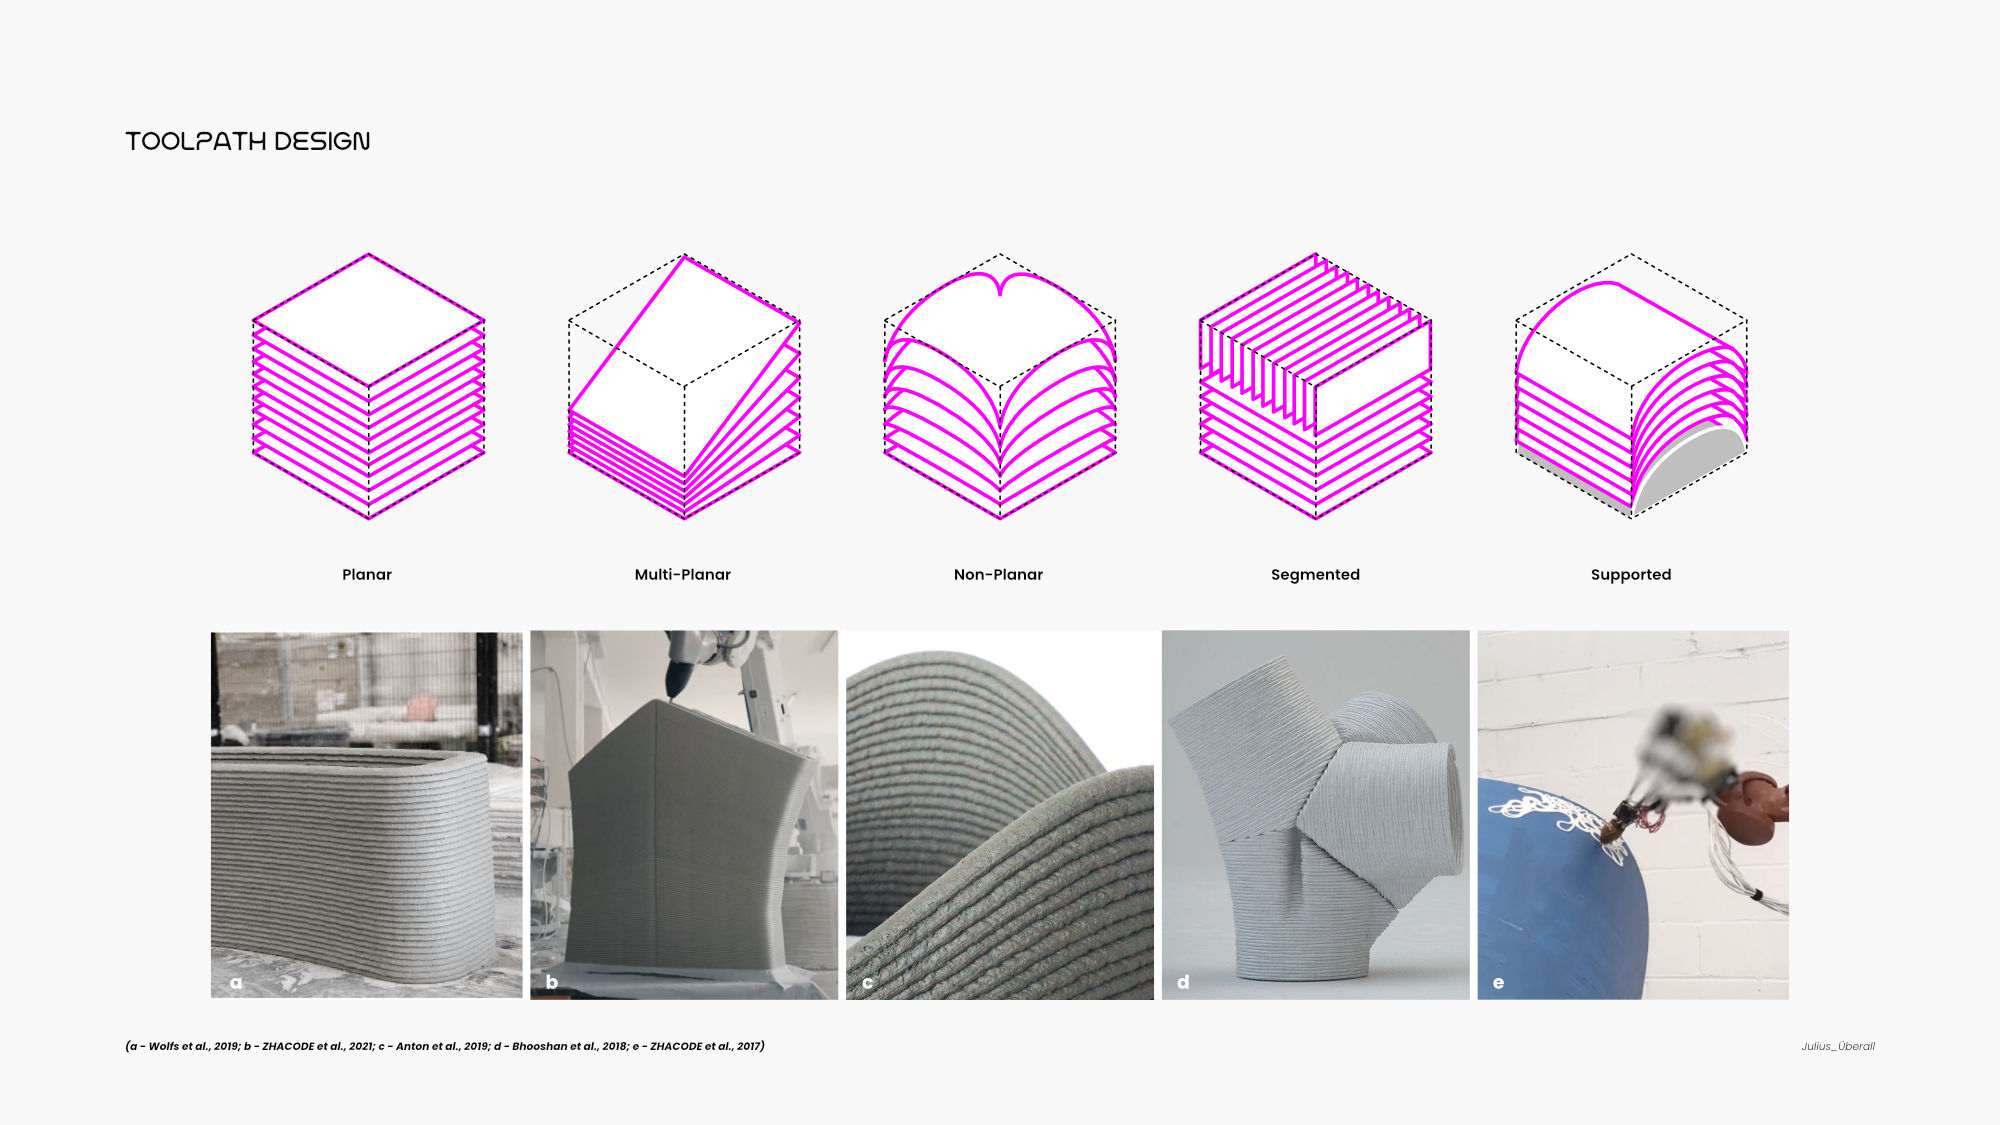 TOOLPATH DESIGN
Planar
Multi-Planar
Non-Planar
Segmented
Supported
a
b
c
d
e
(a - Wolfs et al., 2019; b - ZHACODE et al., 2021; c - Anton et al., 2019; d - Bhooshan et al., 2018; e - ZHACODE et al., 2017)
Julius_Überall